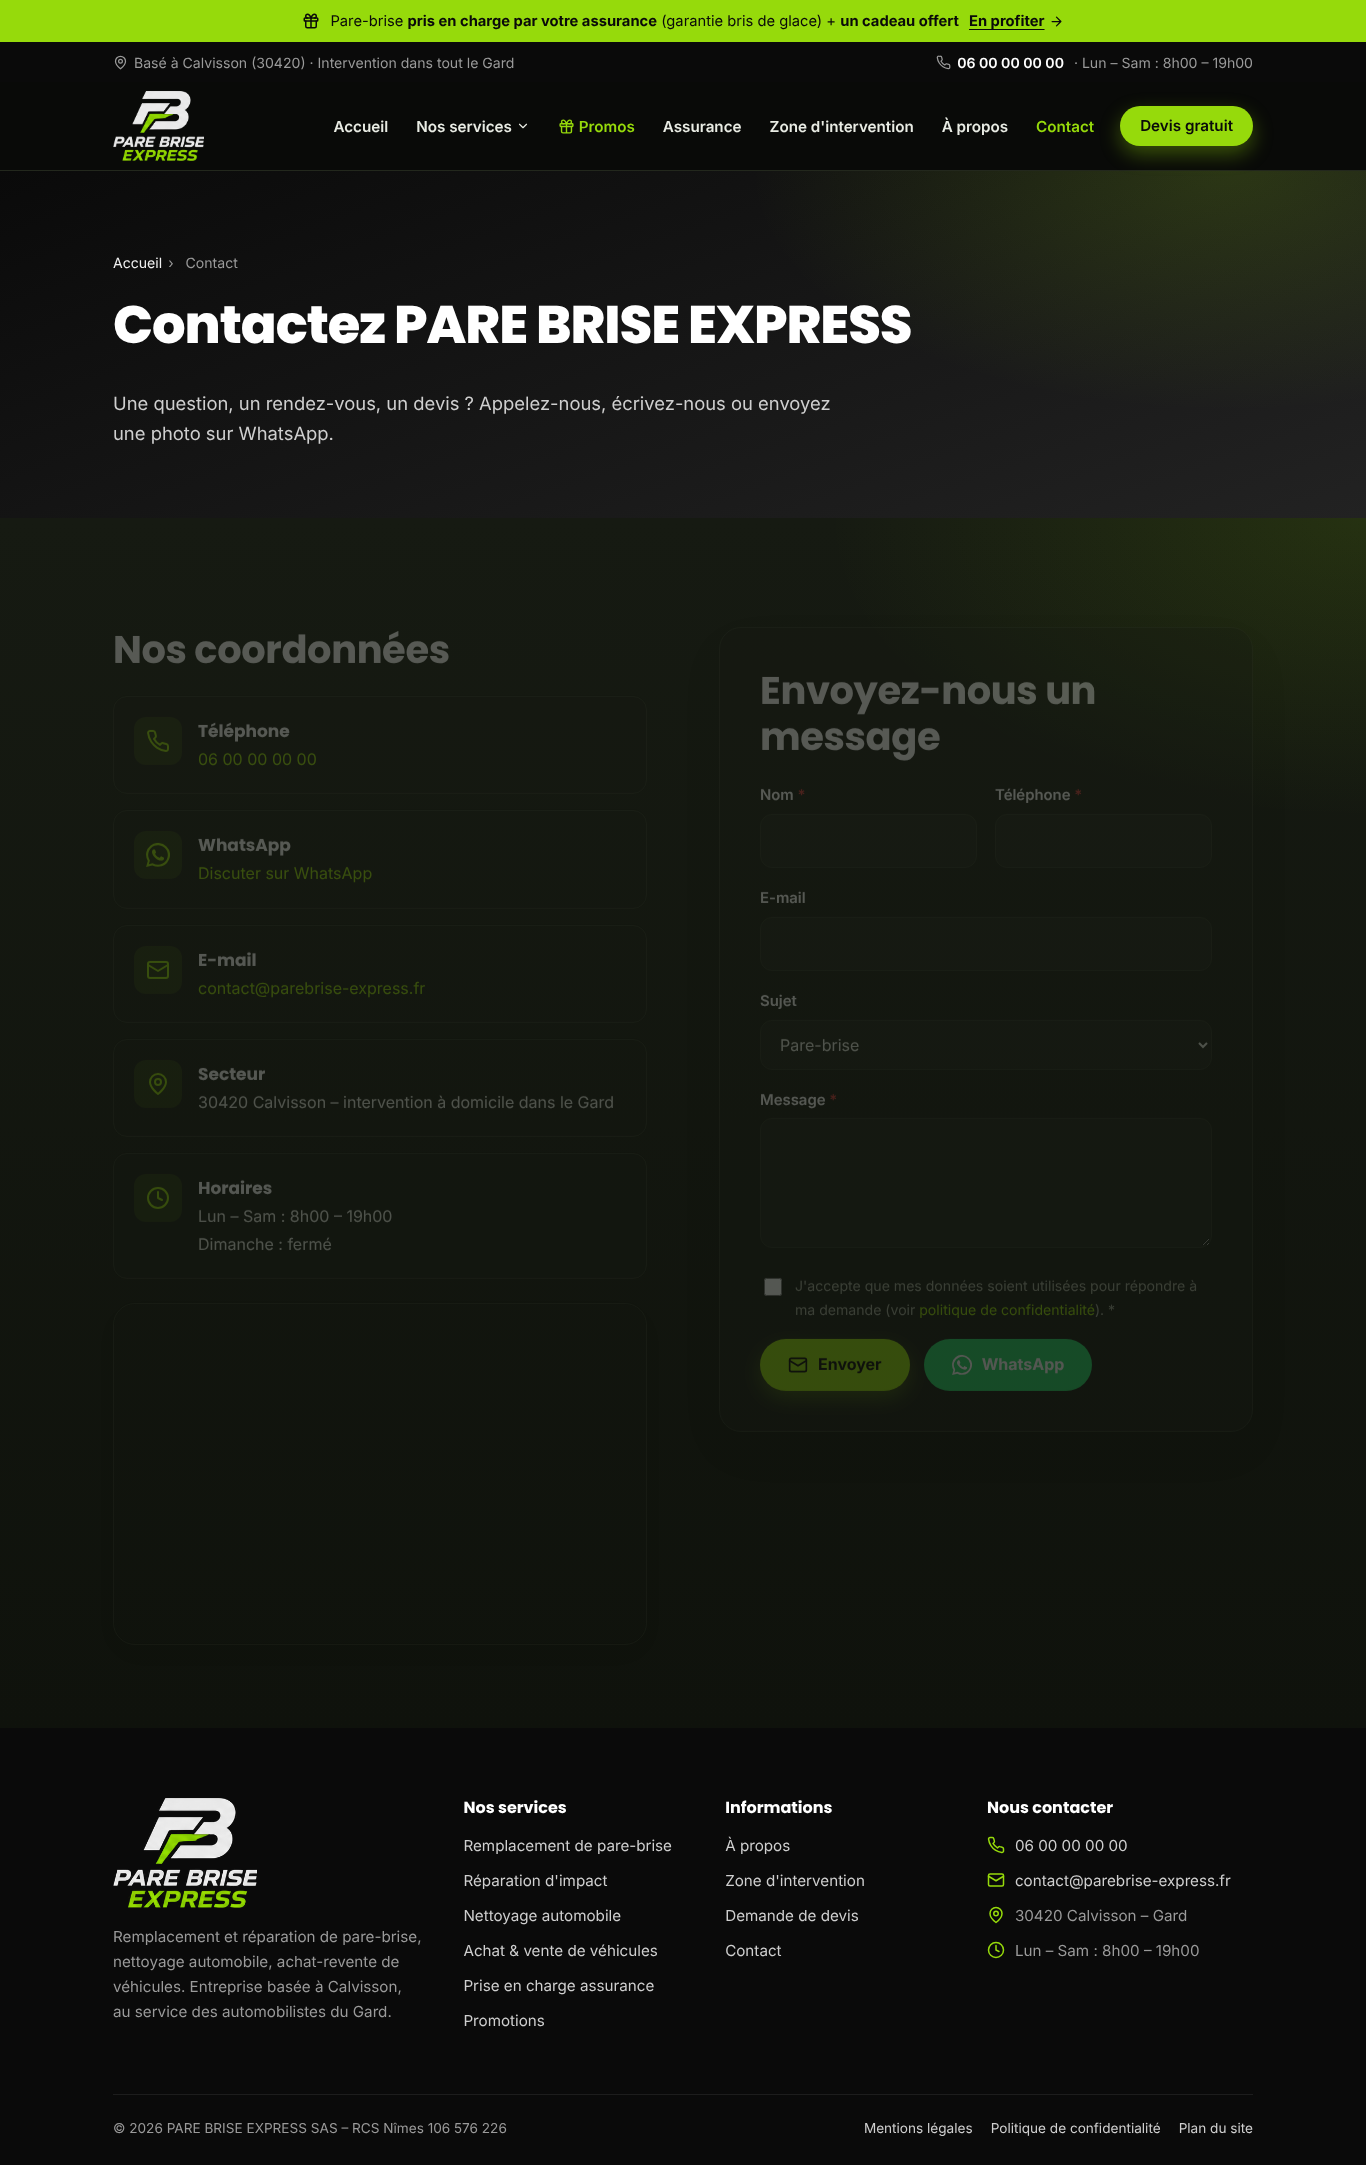 Pare-brise pris en charge par votre assurance (garantie bris de glace) + un cadeau offert En profiter →
Basé à Calvisson (30420) · Intervention dans tout le Gard
06 00 00 00 00 · Lun – Sam : 8h00 – 19h00
PARE BRISE
EXPRESS
Accueil
Nos services
Promos
Assurance
Zone d'intervention
À propos
Contact
Devis gratuit
Accueil › Contact
Contactez PARE BRISE EXPRESS
Une question, un rendez-vous, un devis ? Appelez-nous, écrivez-nous ou envoyez
une photo sur WhatsApp.
Nos coordonnées
Téléphone
06 00 00 00 00
WhatsApp
Discuter sur WhatsApp
E-mail
contact@parebrise-express.fr
Secteur
30420 Calvisson – intervention à domicile dans le Gard
Horaires
Lun – Sam : 8h00 – 19h00
Dimanche : fermé
Envoyez-nous un
message
Nom *
Téléphone *
E-mail
Sujet
Pare-brise
Message *
J'accepte que mes données soient utilisées pour répondre à
ma demande (voir politique de confidentialité). *
Envoyer
WhatsApp
PARE BRISE
EXPRESS
Remplacement et réparation de pare-brise,
nettoyage automobile, achat-revente de
véhicules. Entreprise basée à Calvisson,
au service des automobilistes du Gard.
Nos services
Remplacement de pare-brise
Réparation d'impact
Nettoyage automobile
Achat & vente de véhicules
Prise en charge assurance
Promotions
Informations
À propos
Zone d'intervention
Demande de devis
Contact
Nous contacter
06 00 00 00 00
contact@parebrise-express.fr
30420 Calvisson – Gard
Lun – Sam : 8h00 – 19h00
© 2026 PARE BRISE EXPRESS SAS – RCS Nîmes 106 576 226
Mentions légales
Politique de confidentialité
Plan du site